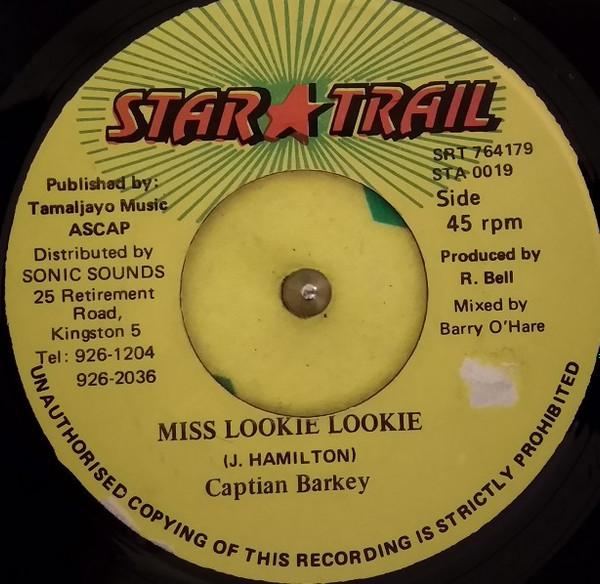 STAR TRAIL
Published by:
Tamaljayo Music
ASCAP
Distributed by
SONIC SOUNDS
25 Retirement
Road,
Kingston 5
Tel: 926-1204
926-2036
SRT 764179
STA 0019
Side
45 rpm
Produced by
R. Bell
Mixed by
Barry O'Hare
MISS LOOKIE LOOKIE
(J. HAMILTON)
Captian Barkey
UNAUTHORISED COPYING OF THIS RECORDING IS STRICTLY PROHIBITED